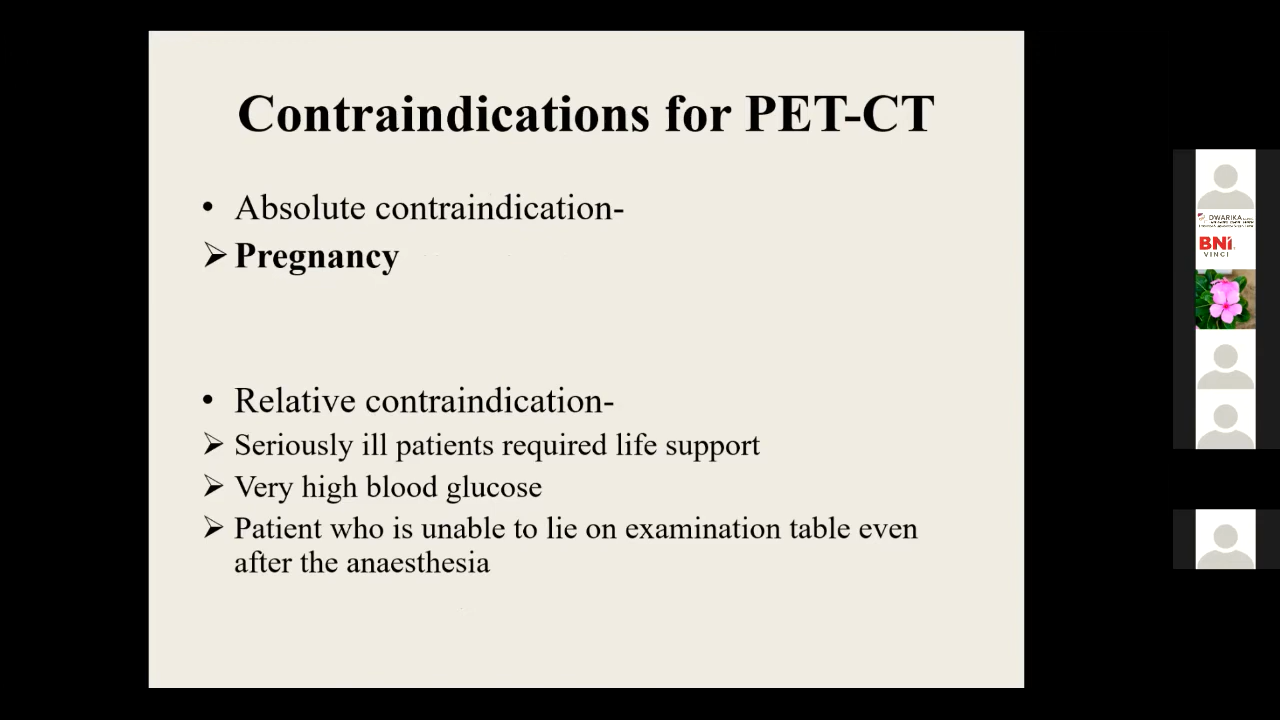 Contraindications for PET-CT
• Absolute contraindication-
➢ Pregnancy
• Relative contraindication-
➢ Seriously ill patients required life support
➢ Very high blood glucose
➢ Patient who is unable to lie on examination table even
after the anaesthesia
DWARIKA
BNI
VINCI